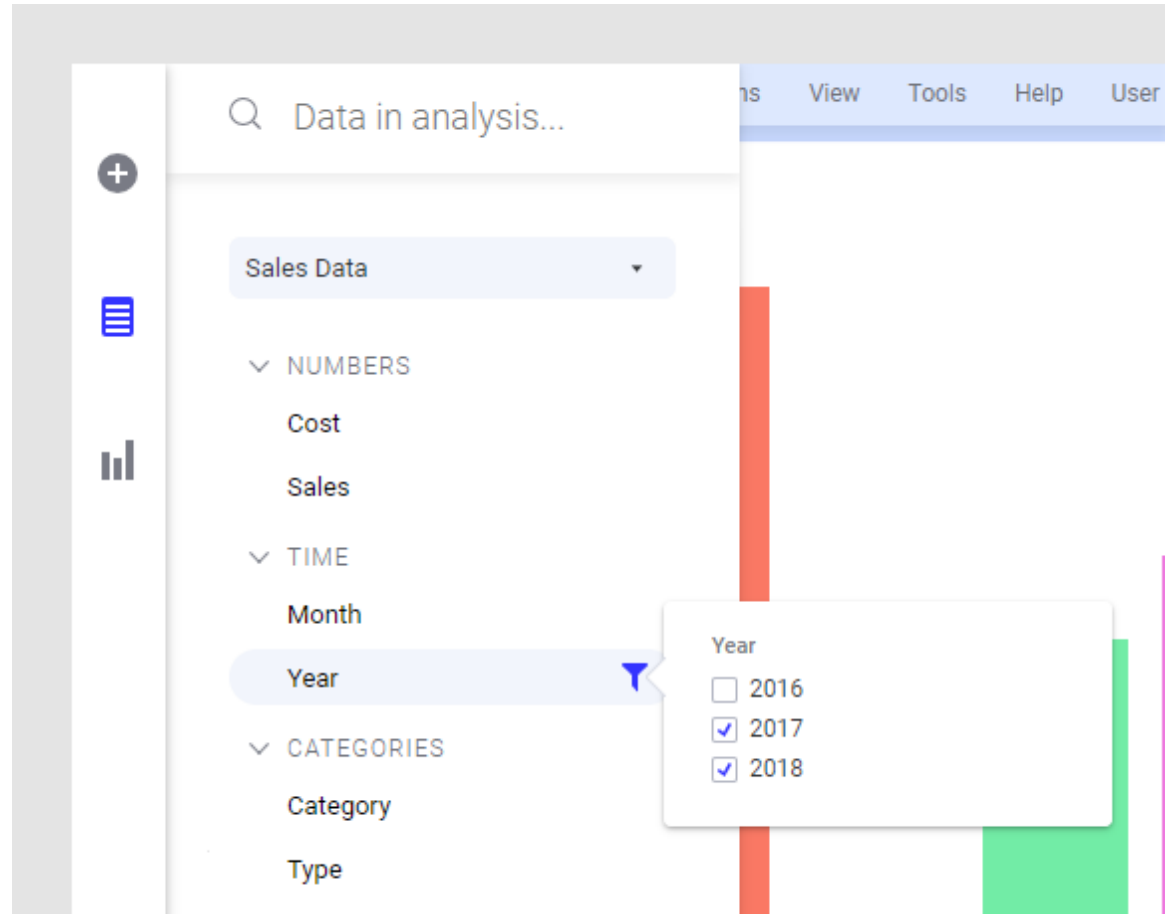 Data in analysis...
View Tools Help User
Sales Data
NUMBERS
Cost
Sales
TIME
Month
Year
CATEGORIES
Category
Type
Year
2016
2017
2018